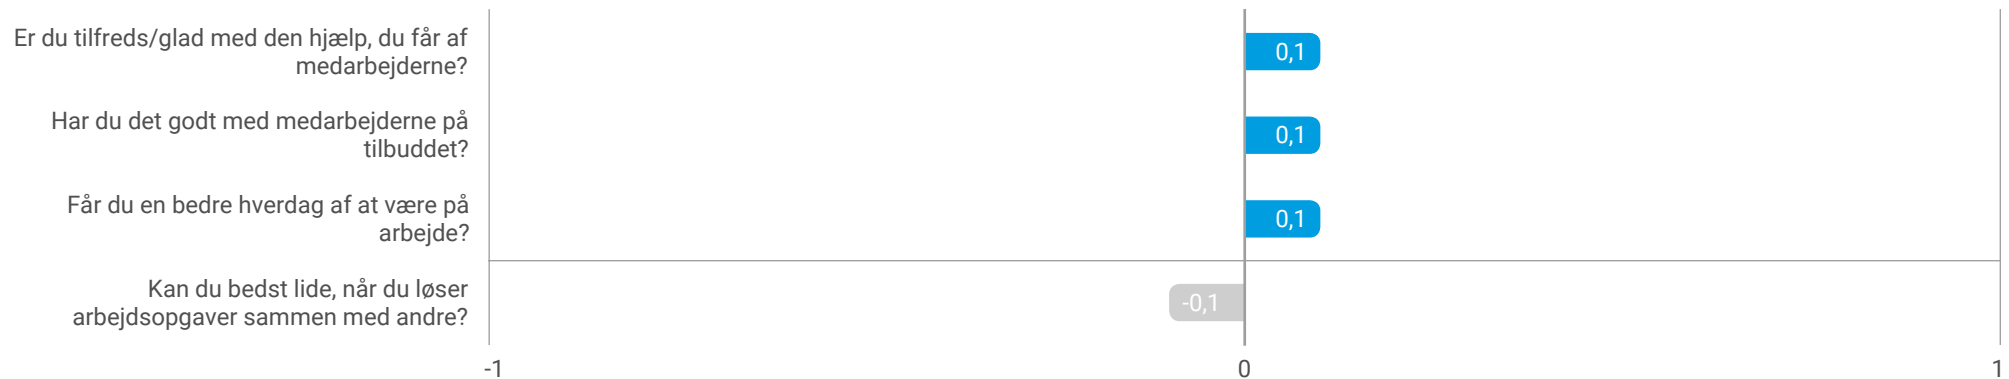 Er du tilfreds/glad med den hjælp, du får af
medarbejderne?
0,1
Har du det godt med medarbejderne på
tilbuddet?
0,1
Får du en bedre hverdag af at være på
arbejde?
0,1
Kan du bedst lide, når du løser
arbejdsopgaver sammen med andre?
-0,1
-1 0 1